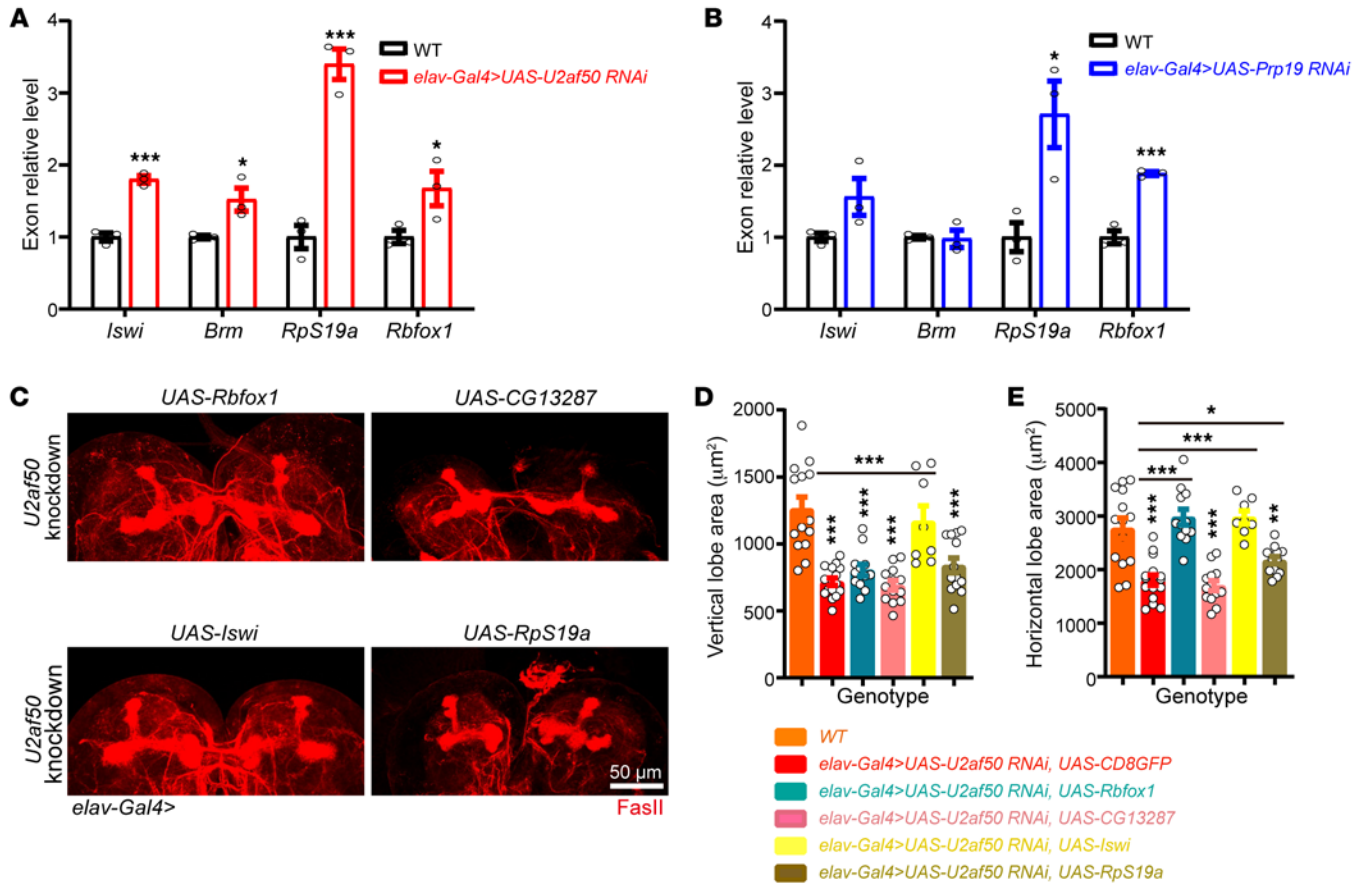 A
Exon relative level
4
3
2
1
0
***
*
***
*
WT
elav-Gal4>UAS-U2af50 RNAi
Iswi Brm RpS19a Rbfox1
B
Exon relative level
4
3
2
1
0
*
***
WT
elav-Gal4>UAS-Prp19 RNAi
Iswi Brm RpS19a Rbfox1
C
UAS-Rbfox1 UAS-CG13287
U2af50
knockdown
UAS-Iswi UAS-RpS19a
U2af50
knockdown
elav-Gal4>
50 μm
FasII
D
Vertical lobe area (μm²)
2000
1500
1000
500
0
***
***
***
***
***
Genotype
E
Horizontal lobe area (μm²)
5000
4000
3000
2000
1000
0
*
***
***
***
***
**
Genotype
WT
elav-Gal4>UAS-U2af50 RNAi, UAS-CD8GFP
elav-Gal4>UAS-U2af50 RNAi, UAS-Rbfox1
elav-Gal4>UAS-U2af50 RNAi, UAS-CG13287
elav-Gal4>UAS-U2af50 RNAi, UAS-Iswi
elav-Gal4>UAS-U2af50 RNAi, UAS-RpS19a